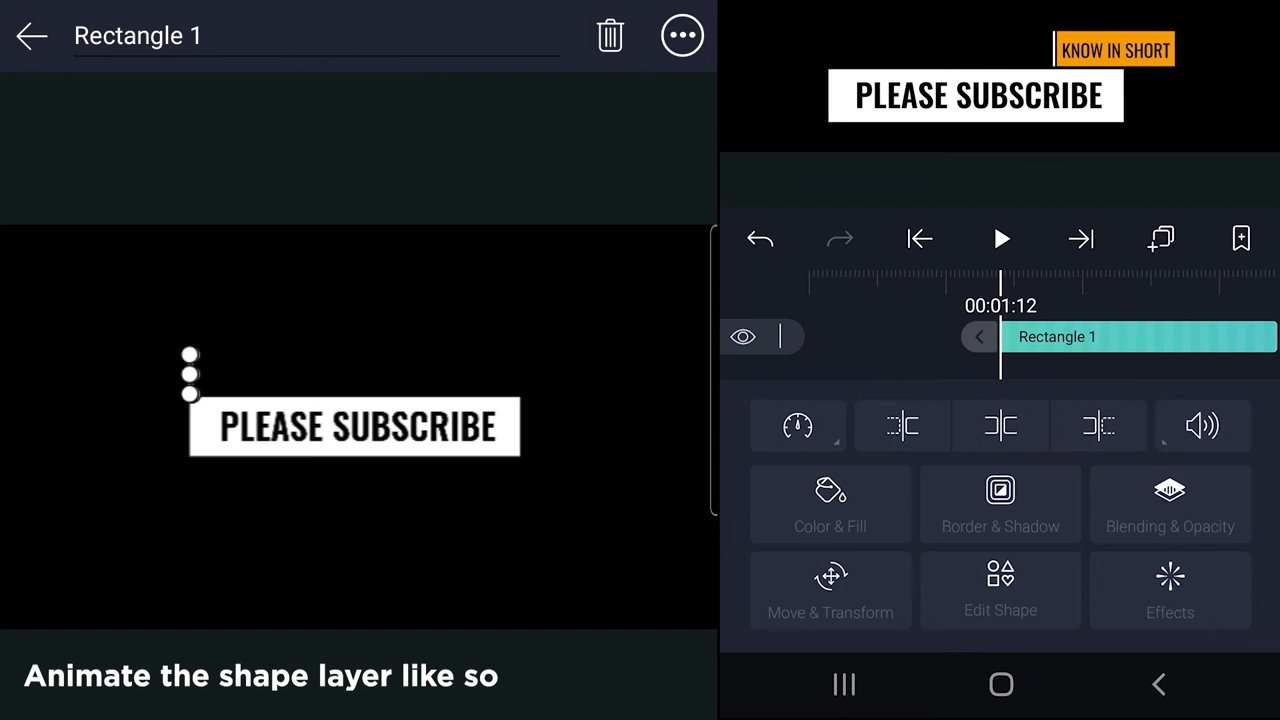 Rectangle 1
KNOW IN SHORT
PLEASE SUBSCRIBE
00:01:12
Rectangle 1
PLEASE SUBSCRIBE
Color & Fill
Border & Shadow
Blending & Opacity
Move & Transform
Edit Shape
Effects
Animate the shape layer like so